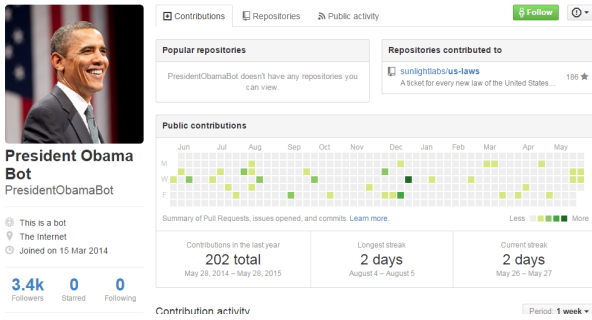 Contributions
Repositories
Public activity
Follow
Popular repositories
PresidentObamaBot doesn't have any repositories you
can view.
Repositories contributed to
sunlightlabs/us-laws
186
A ticket for every new law of the United States...
President Obama
Bot
PresidentObamaBot
This is a bot
The Internet
Joined on 15 Mar 2014
3.4k
Followers
0
Starred
0
Following
Public contributions
Jun Jul Aug Sep Oct Nov Dec Jan Feb Mar Apr May
M
W
F
Summary of Pull Requests, issues opened, and commits. Learn more.
Less More
Contributions in the last year
202 total
May 28, 2014 – May 28, 2015
Longest streak
2 days
August 4 – August 5
Current streak
2 days
May 26 – May 27
Contribution activity
Period: 1 week